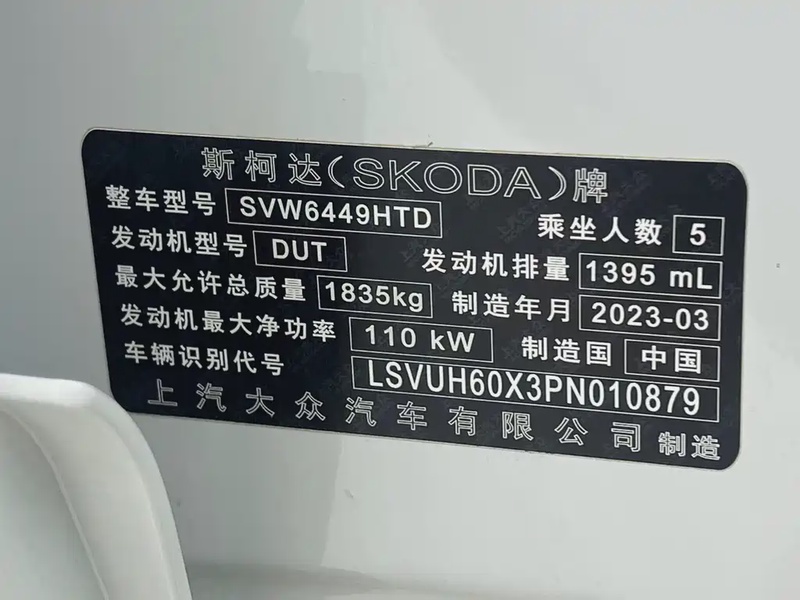 斯柯达(SKODA)牌
整车型号 SVW6449HTD 乘坐人数 5
发动机型号 DUT 发动机排量 1395 mL
最大允许总质量 1835kg 制造年月 2023-03
发动机最大净功率 110 kW 制造国 中国
车辆识别代号 LSVUH60X3PN010879
上汽大众汽车有限公司 制造